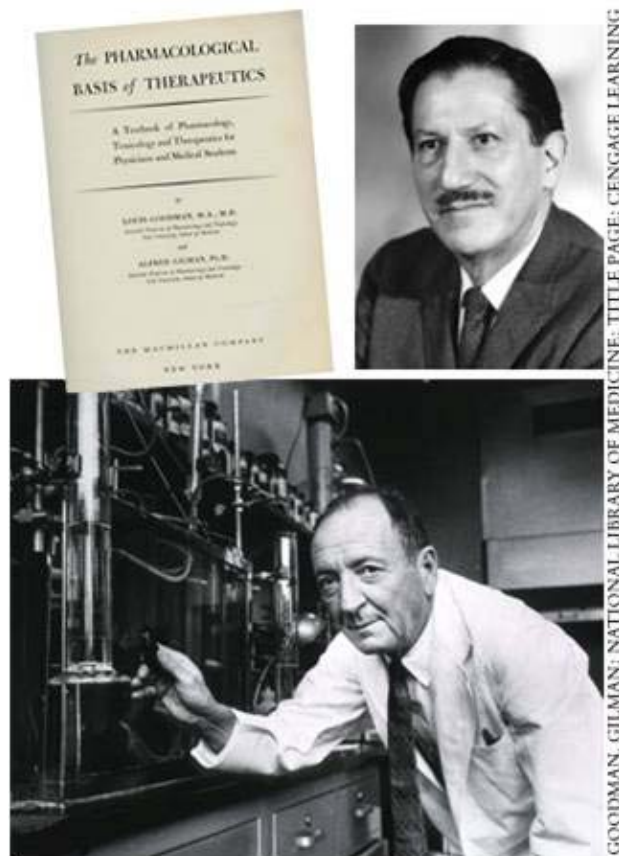 The PHARMACOLOGICAL
BASIS of THERAPEUTICS
A Textbook of Pharmacology,
Toxicology and Therapeutics for
Physicians and Medical Students
BY
LOUIS GOODMAN, M.A., M.D.
AND
ALFRED GILMAN, Ph.D.
THE MACMILLAN COMPANY
NEW YORK
GOODMAN, GILMAN: NATIONAL LIBRARY OF MEDICINE; TITLE PAGE: CENGAGE LEARNING